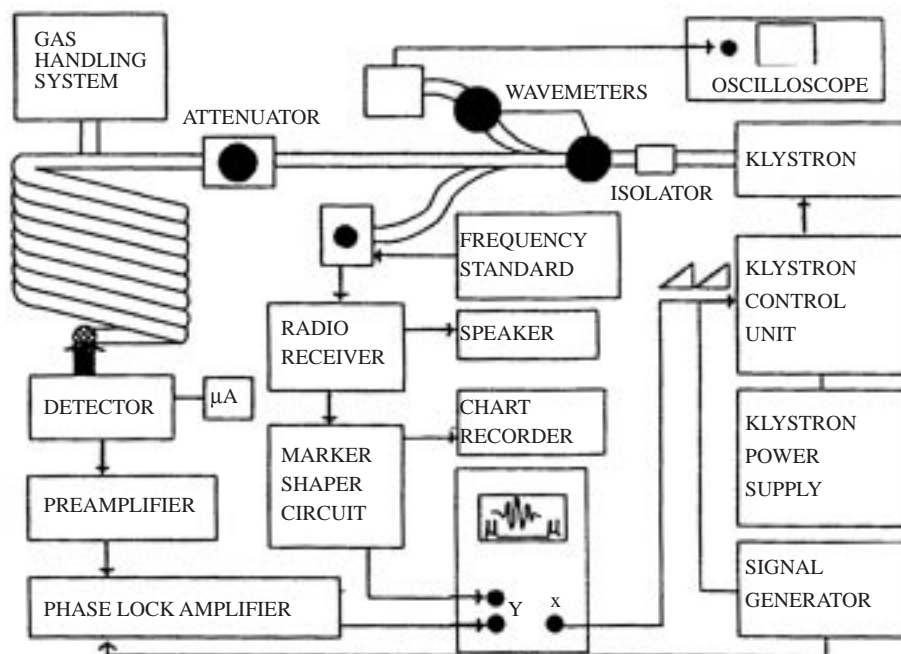 GAS
HANDLING
SYSTEM
OSCILLOSCOPE
WAVEMETERS
ATTENUATOR
KLYSTRON
ISOLATOR
FREQUENCY
STANDARD
KLYSTRON
CONTROL
UNIT
RADIO
RECEIVER
SPEAKER
DETECTOR
μA
CHART
RECORDER
MARKER
SHAPER
CIRCUIT
KLYSTRON
POWER
SUPPLY
PREAMPLIFIER
μ μ
SIGNAL
GENERATOR
PHASE LOCK AMPLIFIER
Y x